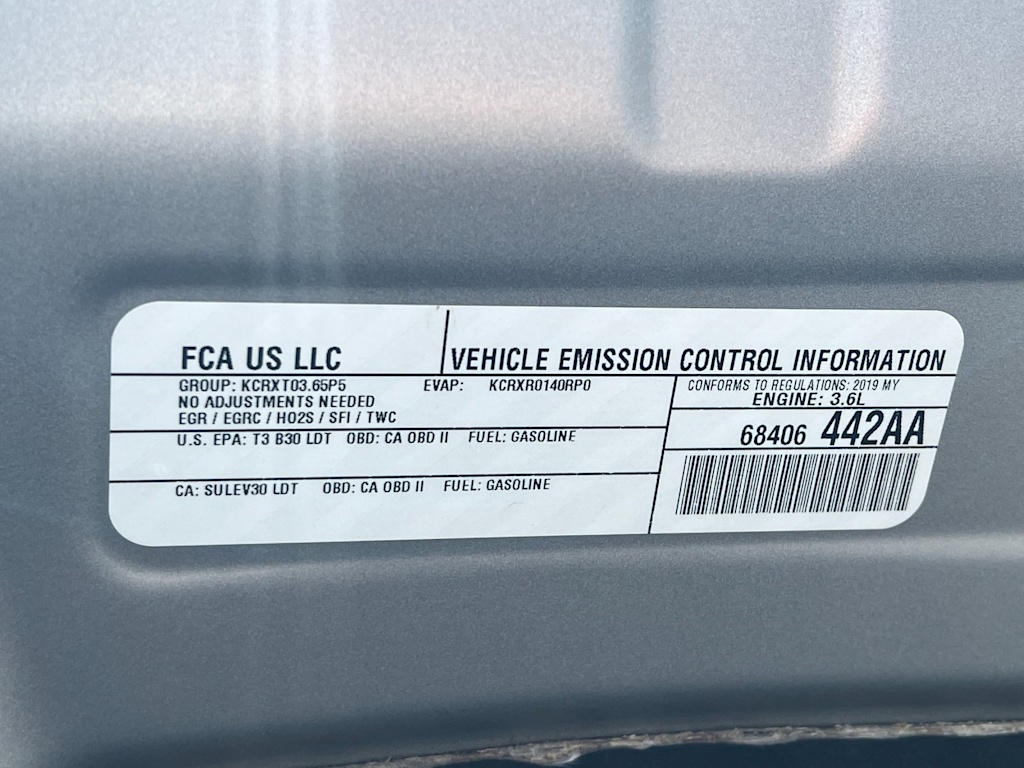 FCA US LLC
VEHICLE EMISSION CONTROL INFORMATION
GROUP: KCRXT03.65P5 EVAP: KCRXR0140RP0
NO ADJUSTMENTS NEEDED
EGR / EGRC / HO2S / SFI / TWC
CONFORMS TO REGULATIONS: 2019 MY
ENGINE: 3.6L
U.S. EPA: T3 B30 LDT OBD: CA OBD II FUEL: GASOLINE
68406 442AA
CA: SULEV30 LDT OBD: CA OBD II FUEL: GASOLINE